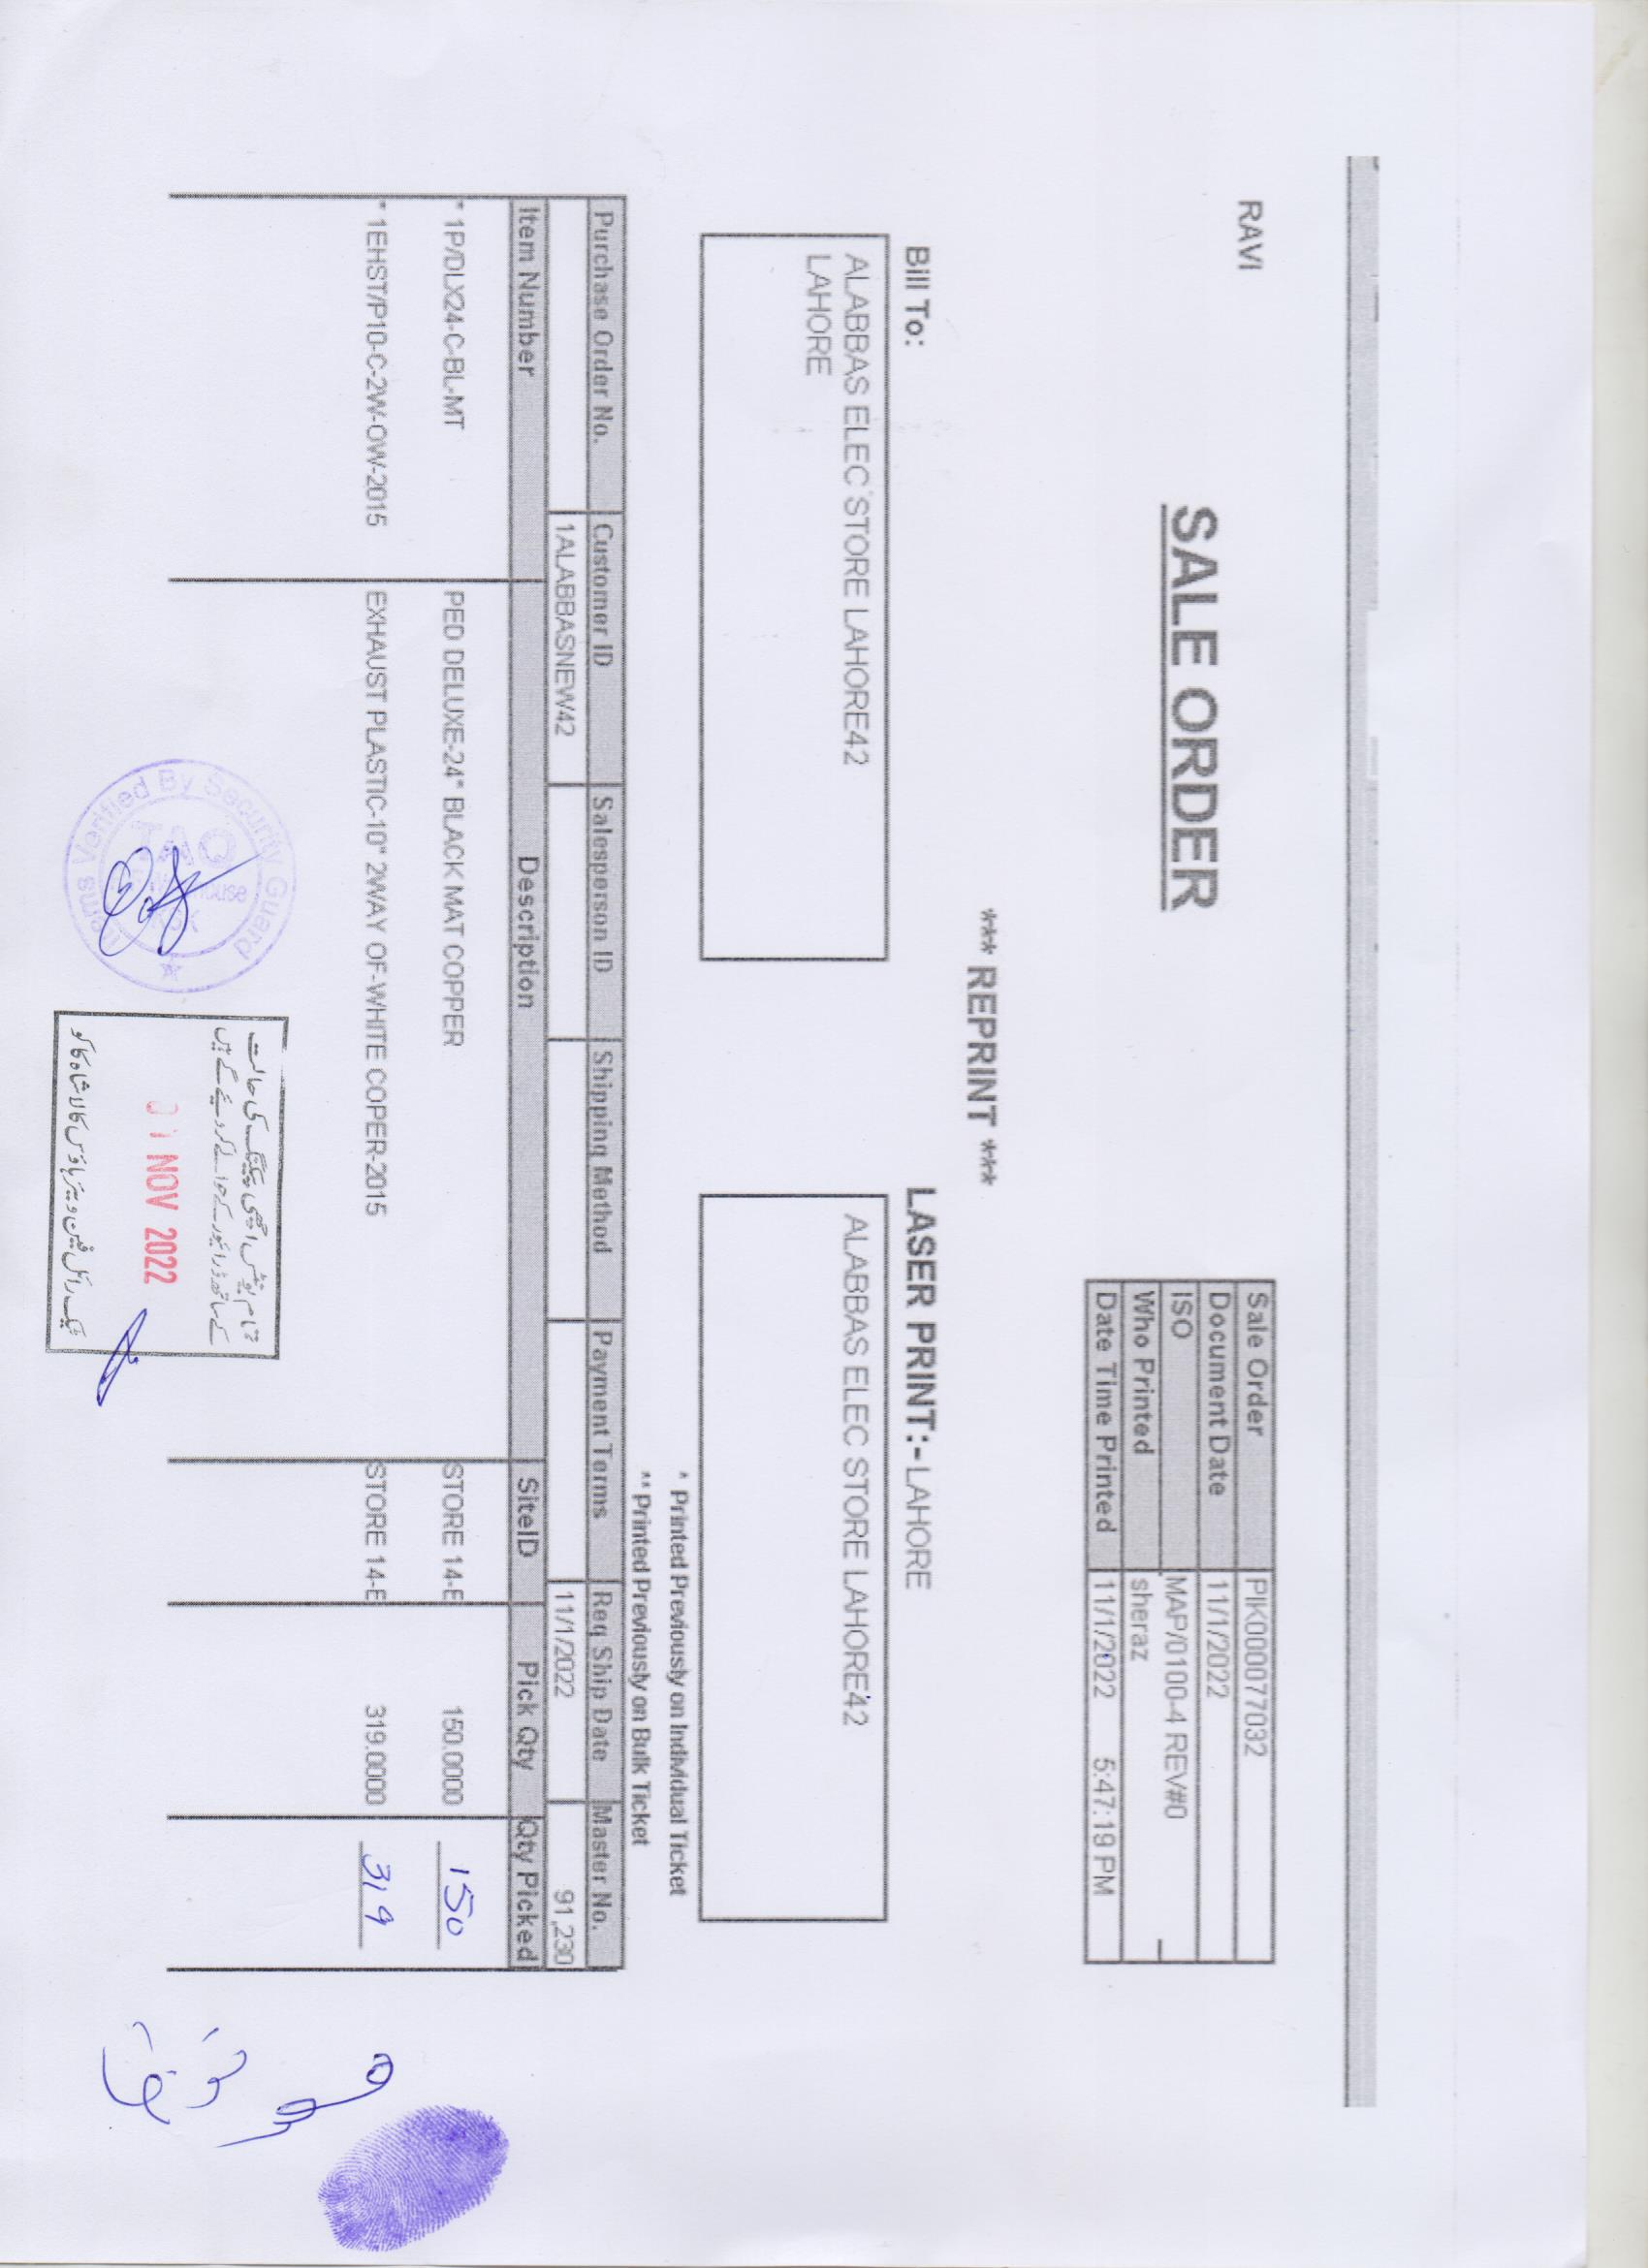 RAVI
SALE ORDER
Sale Order PIK000077032
Document Date 11/1/2022
ISO MAP/0100-4 REV#0
Who Printed sheraz
Date Time Printed 11/1/2022 5:47:19 PM
*** REPRINT ***
Bill To:
ALABBAS ELEC STORE LAHORE42
LAHORE
LASER PRINT:- LAHORE
ALABBAS ELEC STORE LAHORE42
* Printed Previously on Individual Ticket
** Printed Previously on Bulk Ticket
Purchase Order No. Customer ID Salesperson ID Shipping Method Payment Terms Req Ship Date Master No.
1ALABBASNEW42 11/1/2022 91,230
Item Number Description SiteID Pick Qty Qty Picked
* 1P/DLX24-C-BL-MT PED DELUXE-24" BLACK MAT COPPER STORE 14-E 150.0000 150
* 1EHST/P10-C-2W-OW-2015 EXHAUST PLASTIC-10" 2WAY OF-WHITE COPER-2015 STORE 14-E 319.0000 319
Items Verified By Security Guard
TAO
تمام یونٹس اچھی پیکنگ کی حالت
کے ساتھ ڈرائیور کے حوالے کر دیئے گے ہیں
01 NOV 2022
ٹیک رائل فین ویئر ہاؤس کالا شاہ کاکو